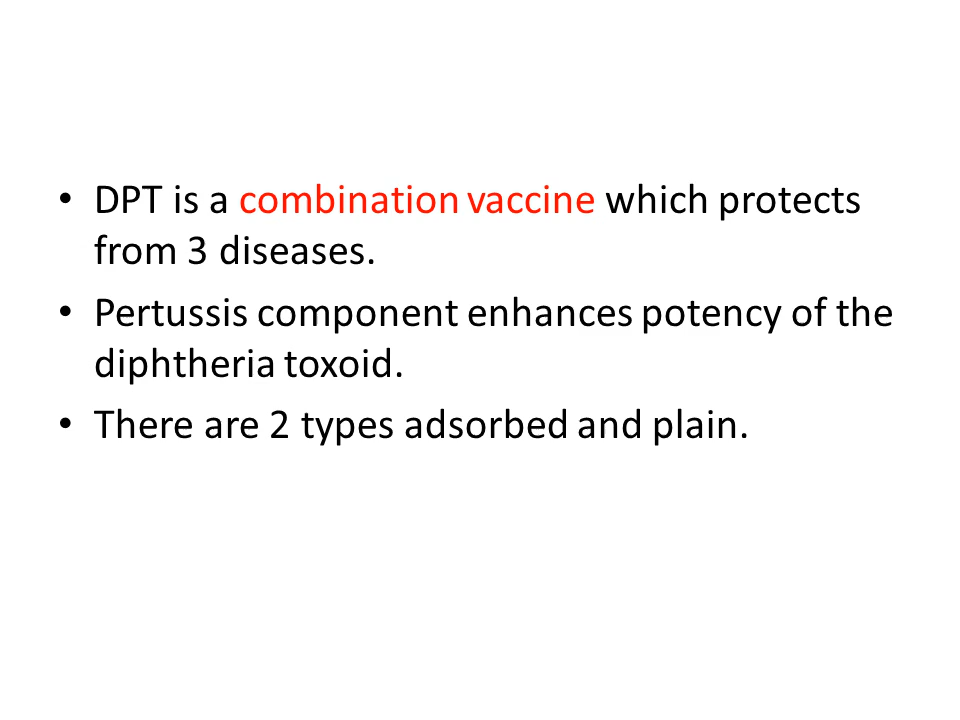 • DPT is a combination vaccine which protects
from 3 diseases.
• Pertussis component enhances potency of the
diphtheria toxoid.
• There are 2 types adsorbed and plain.